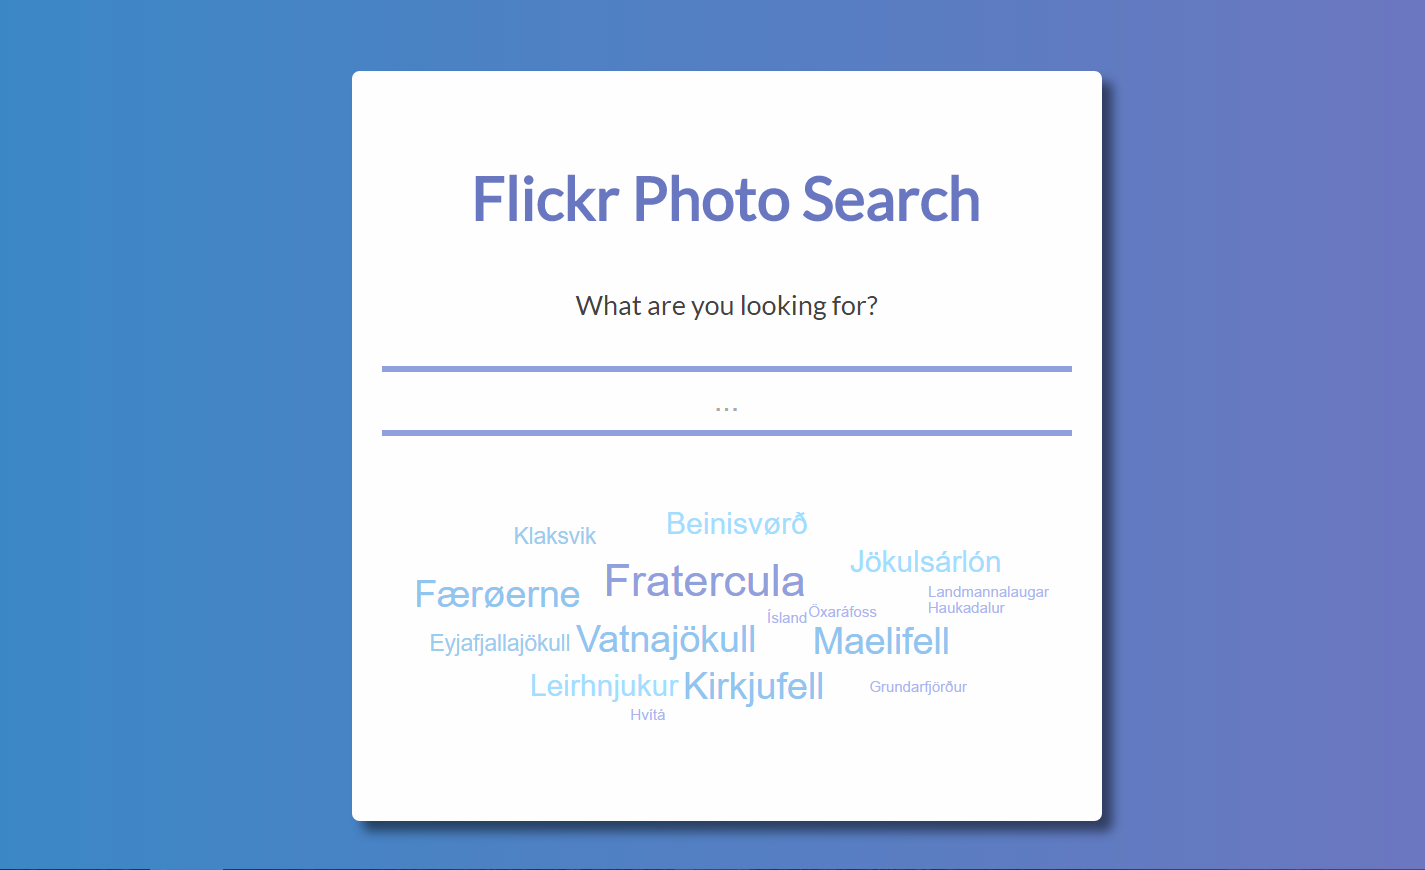 Flickr Photo Search
What are you looking for?
...
Beinisvørð
Klaksvik
Jökulsárlón
Fratercula
Færøerne
Landmannalaugar
Haukadalur
Öxaráfoss
Ísland
Eyjafjallajökull
Vatnajökull
Maelifell
Leirhnjukur
Kirkjufell
Grundarfjörður
Hvítá